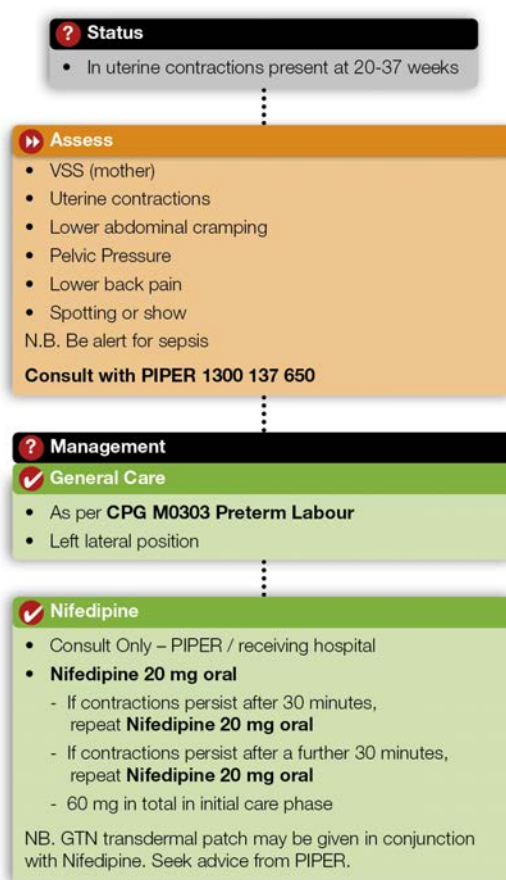 ? Status
• In uterine contractions present at 20-37 weeks
Assess
• VSS (mother)
• Uterine contractions
• Lower abdominal cramping
• Pelvic Pressure
• Lower back pain
• Spotting or show
N.B. Be alert for sepsis
Consult with PIPER 1300 137 650
? Management
General Care
• As per CPG M0303 Preterm Labour
• Left lateral position
Nifedipine
• Consult Only – PIPER / receiving hospital
• Nifedipine 20 mg oral
- If contractions persist after 30 minutes,
repeat Nifedipine 20 mg oral
- If contractions persist after a further 30 minutes,
repeat Nifedipine 20 mg oral
- 60 mg in total in initial care phase
NB. GTN transdermal patch may be given in conjunction
with Nifedipine. Seek advice from PIPER.